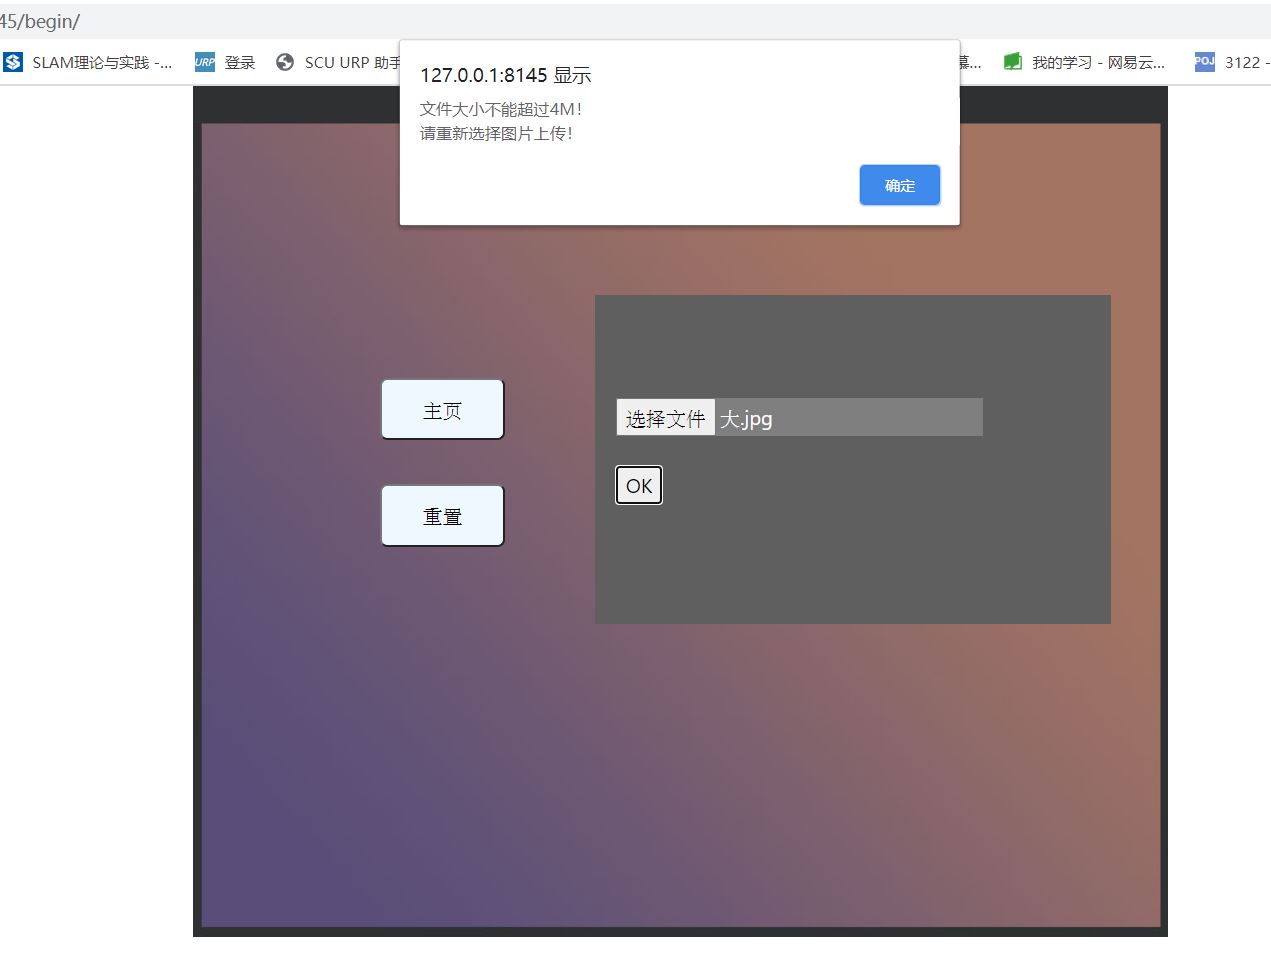 45/begin/
SLAM理论与实践 -...
URP 登录
SCU URP 助手
慕...
我的学习 - 网易云...
POJ 3122 -
127.0.0.1:8145 显示
文件大小不能超过4M！
请重新选择图片上传！
确定
主页
选择文件 大.jpg
OK
重置